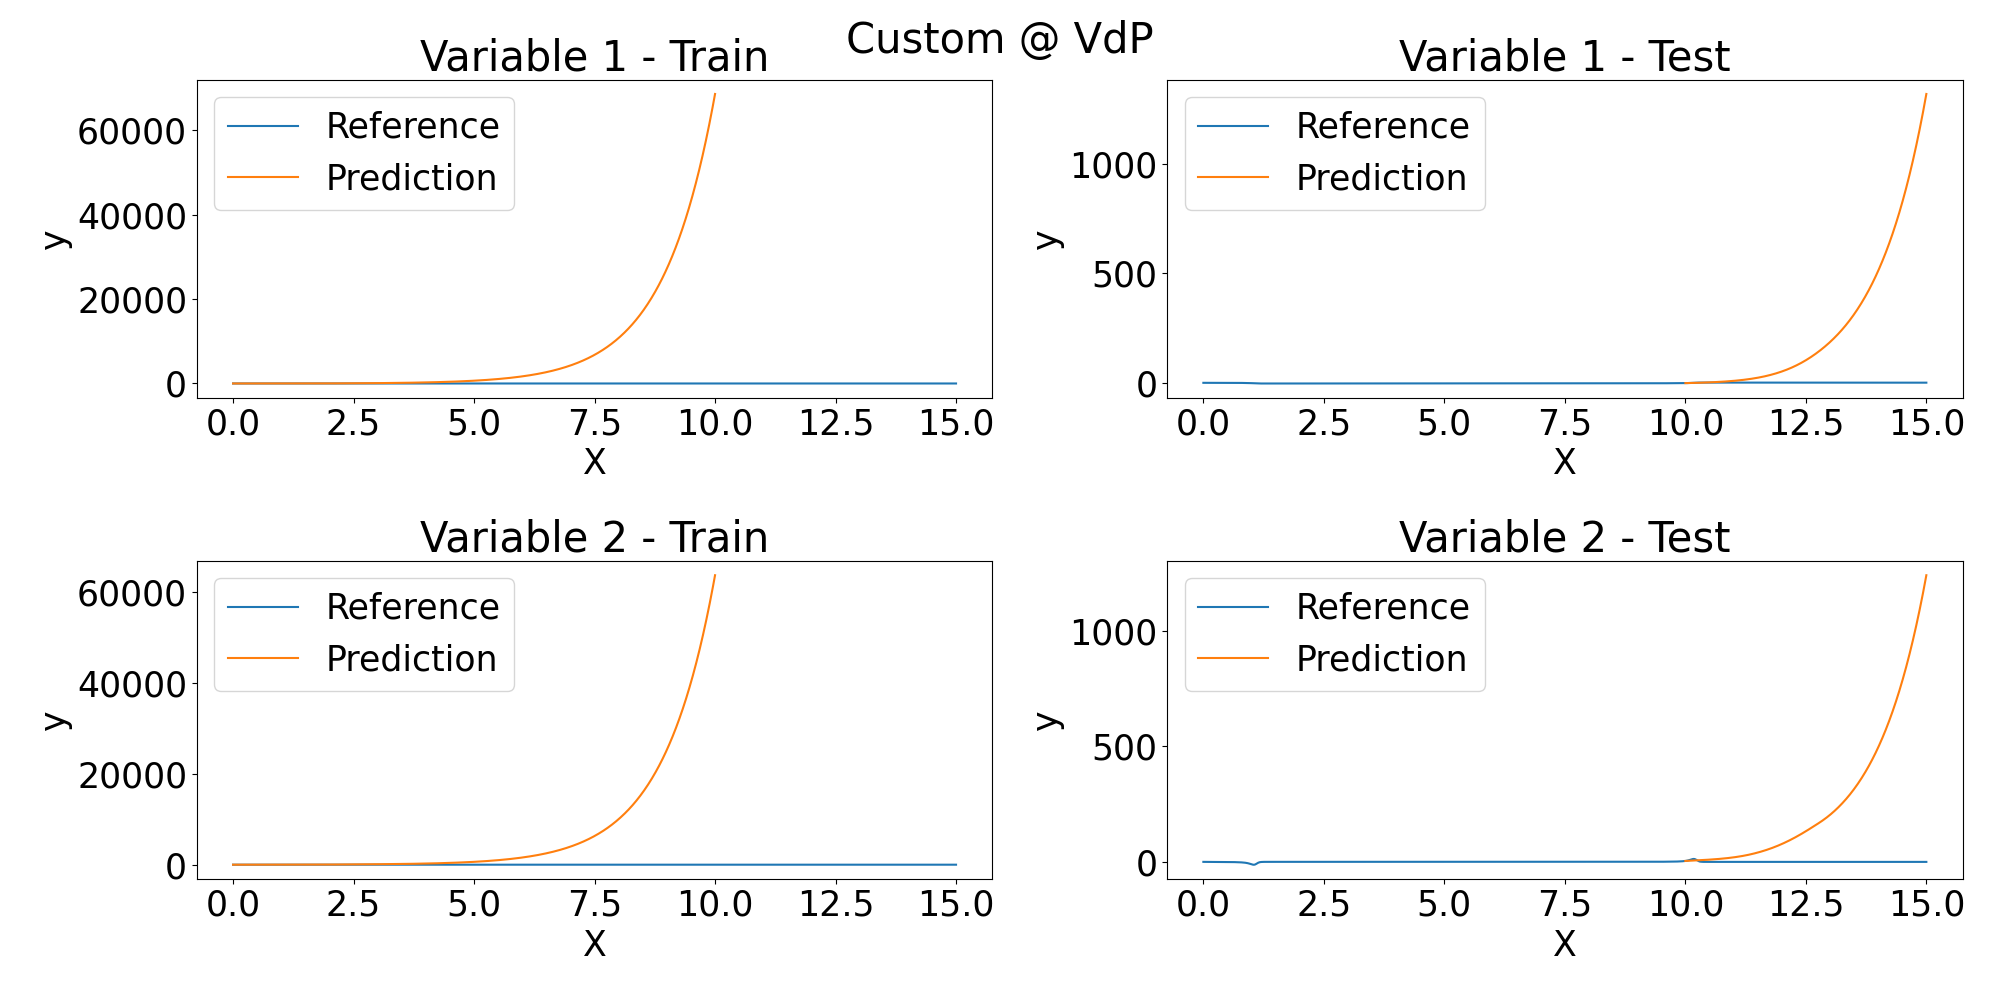 Custom @ VdP
Variable 1 - Train
60000
40000
20000
0
y
Reference
Prediction
0.0 2.5 5.0 7.5 10.0 12.5 15.0
X
Variable 1 - Test
1000
500
0
y
Reference
Prediction
0.0 2.5 5.0 7.5 10.0 12.5 15.0
X
Variable 2 - Train
60000
40000
20000
0
y
Reference
Prediction
0.0 2.5 5.0 7.5 10.0 12.5 15.0
X
Variable 2 - Test
1000
500
0
y
Reference
Prediction
0.0 2.5 5.0 7.5 10.0 12.5 15.0
X